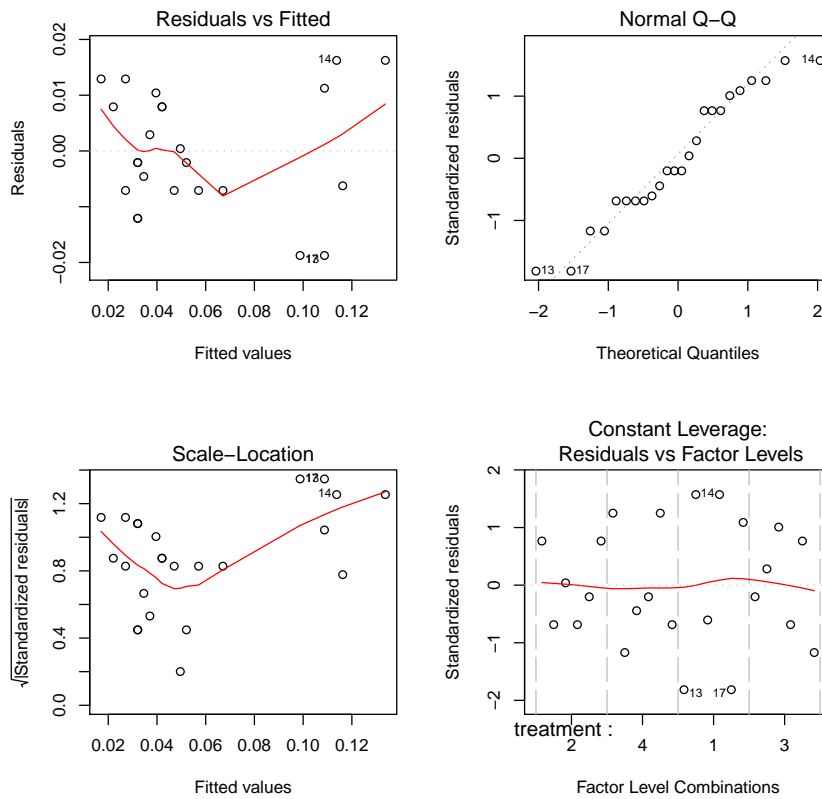 Residuals vs Fitted
Residuals
0.02
0.01
0.00
−0.02
14
13
17
0.02 0.04 0.06 0.08 0.10 0.12
Fitted values
Normal Q−Q
Standardized residuals
1
0
−1
14
13
17
−2 −1 0 1 2
Theoretical Quantiles
Scale−Location
√|Standardized residuals|
1.2
0.8
0.4
0.0
13
17
14
0.02 0.04 0.06 0.08 0.10 0.12
Fitted values
Constant Leverage:
Residuals vs Factor Levels
Standardized residuals
2
1
0
−1
−2
14
13 17
treatment :
2 4 1 3
Factor Level Combinations